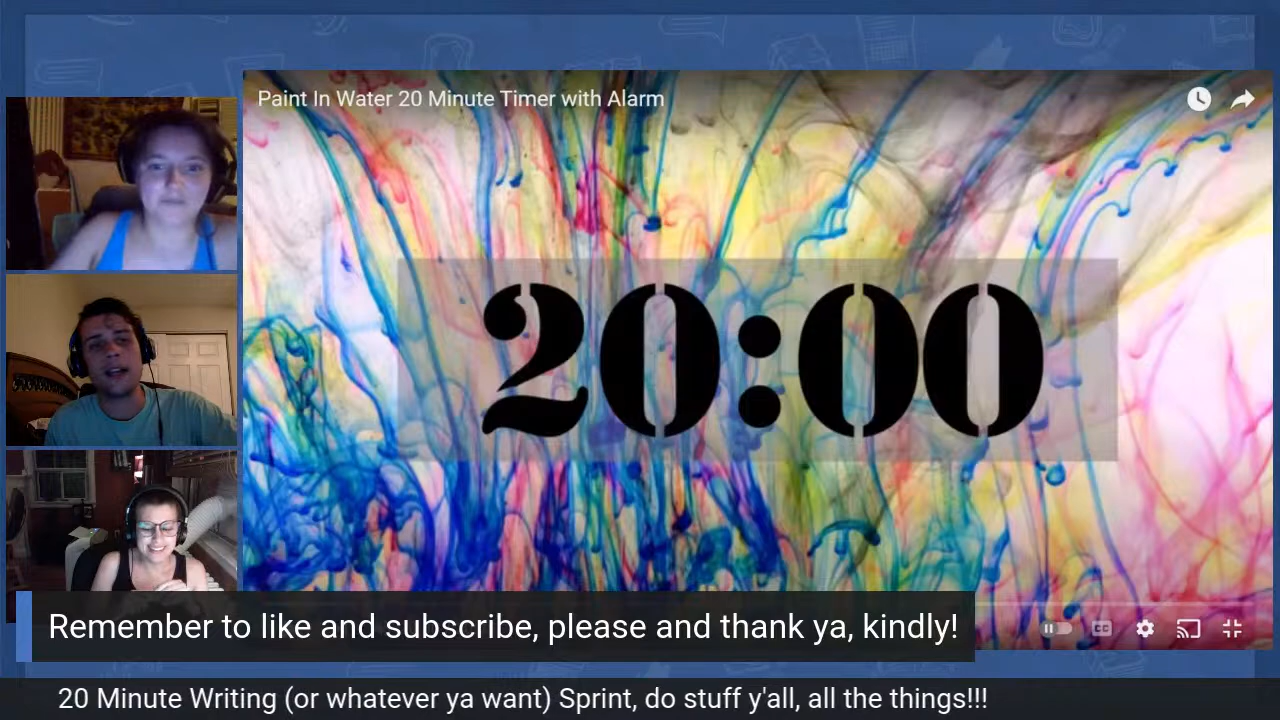 Paint In Water 20 Minute Timer with Alarm
20:00
Remember to like and subscribe, please and thank ya, kindly!
CC
20 Minute Writing (or whatever ya want) Sprint, do stuff y'all, all the things!!!